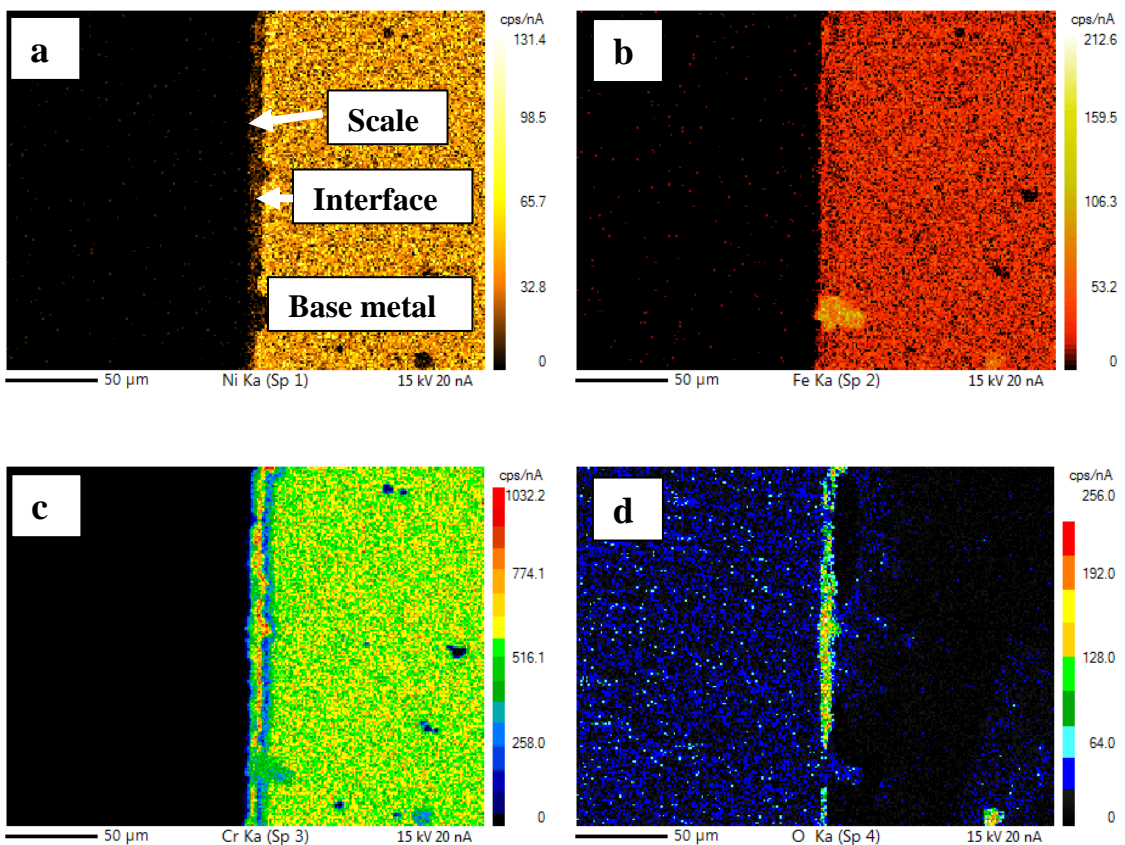 a
cps/nA
131.4
98.5
65.7
32.8
0
Scale
Interface
Base metal
50 µm
Ni Ka (Sp 1)
15 kV 20 nA
b
cps/nA
212.6
159.5
106.3
53.2
0
50 µm
Fe Ka (Sp 2)
15 kV 20 nA
c
cps/nA
1032.2
774.1
516.1
258.0
0
50 µm
Cr Ka (Sp 3)
15 kV 20 nA
d
cps/nA
256.0
192.0
128.0
64.0
0
50 µm
O Ka (Sp 4)
15 kV 20 nA